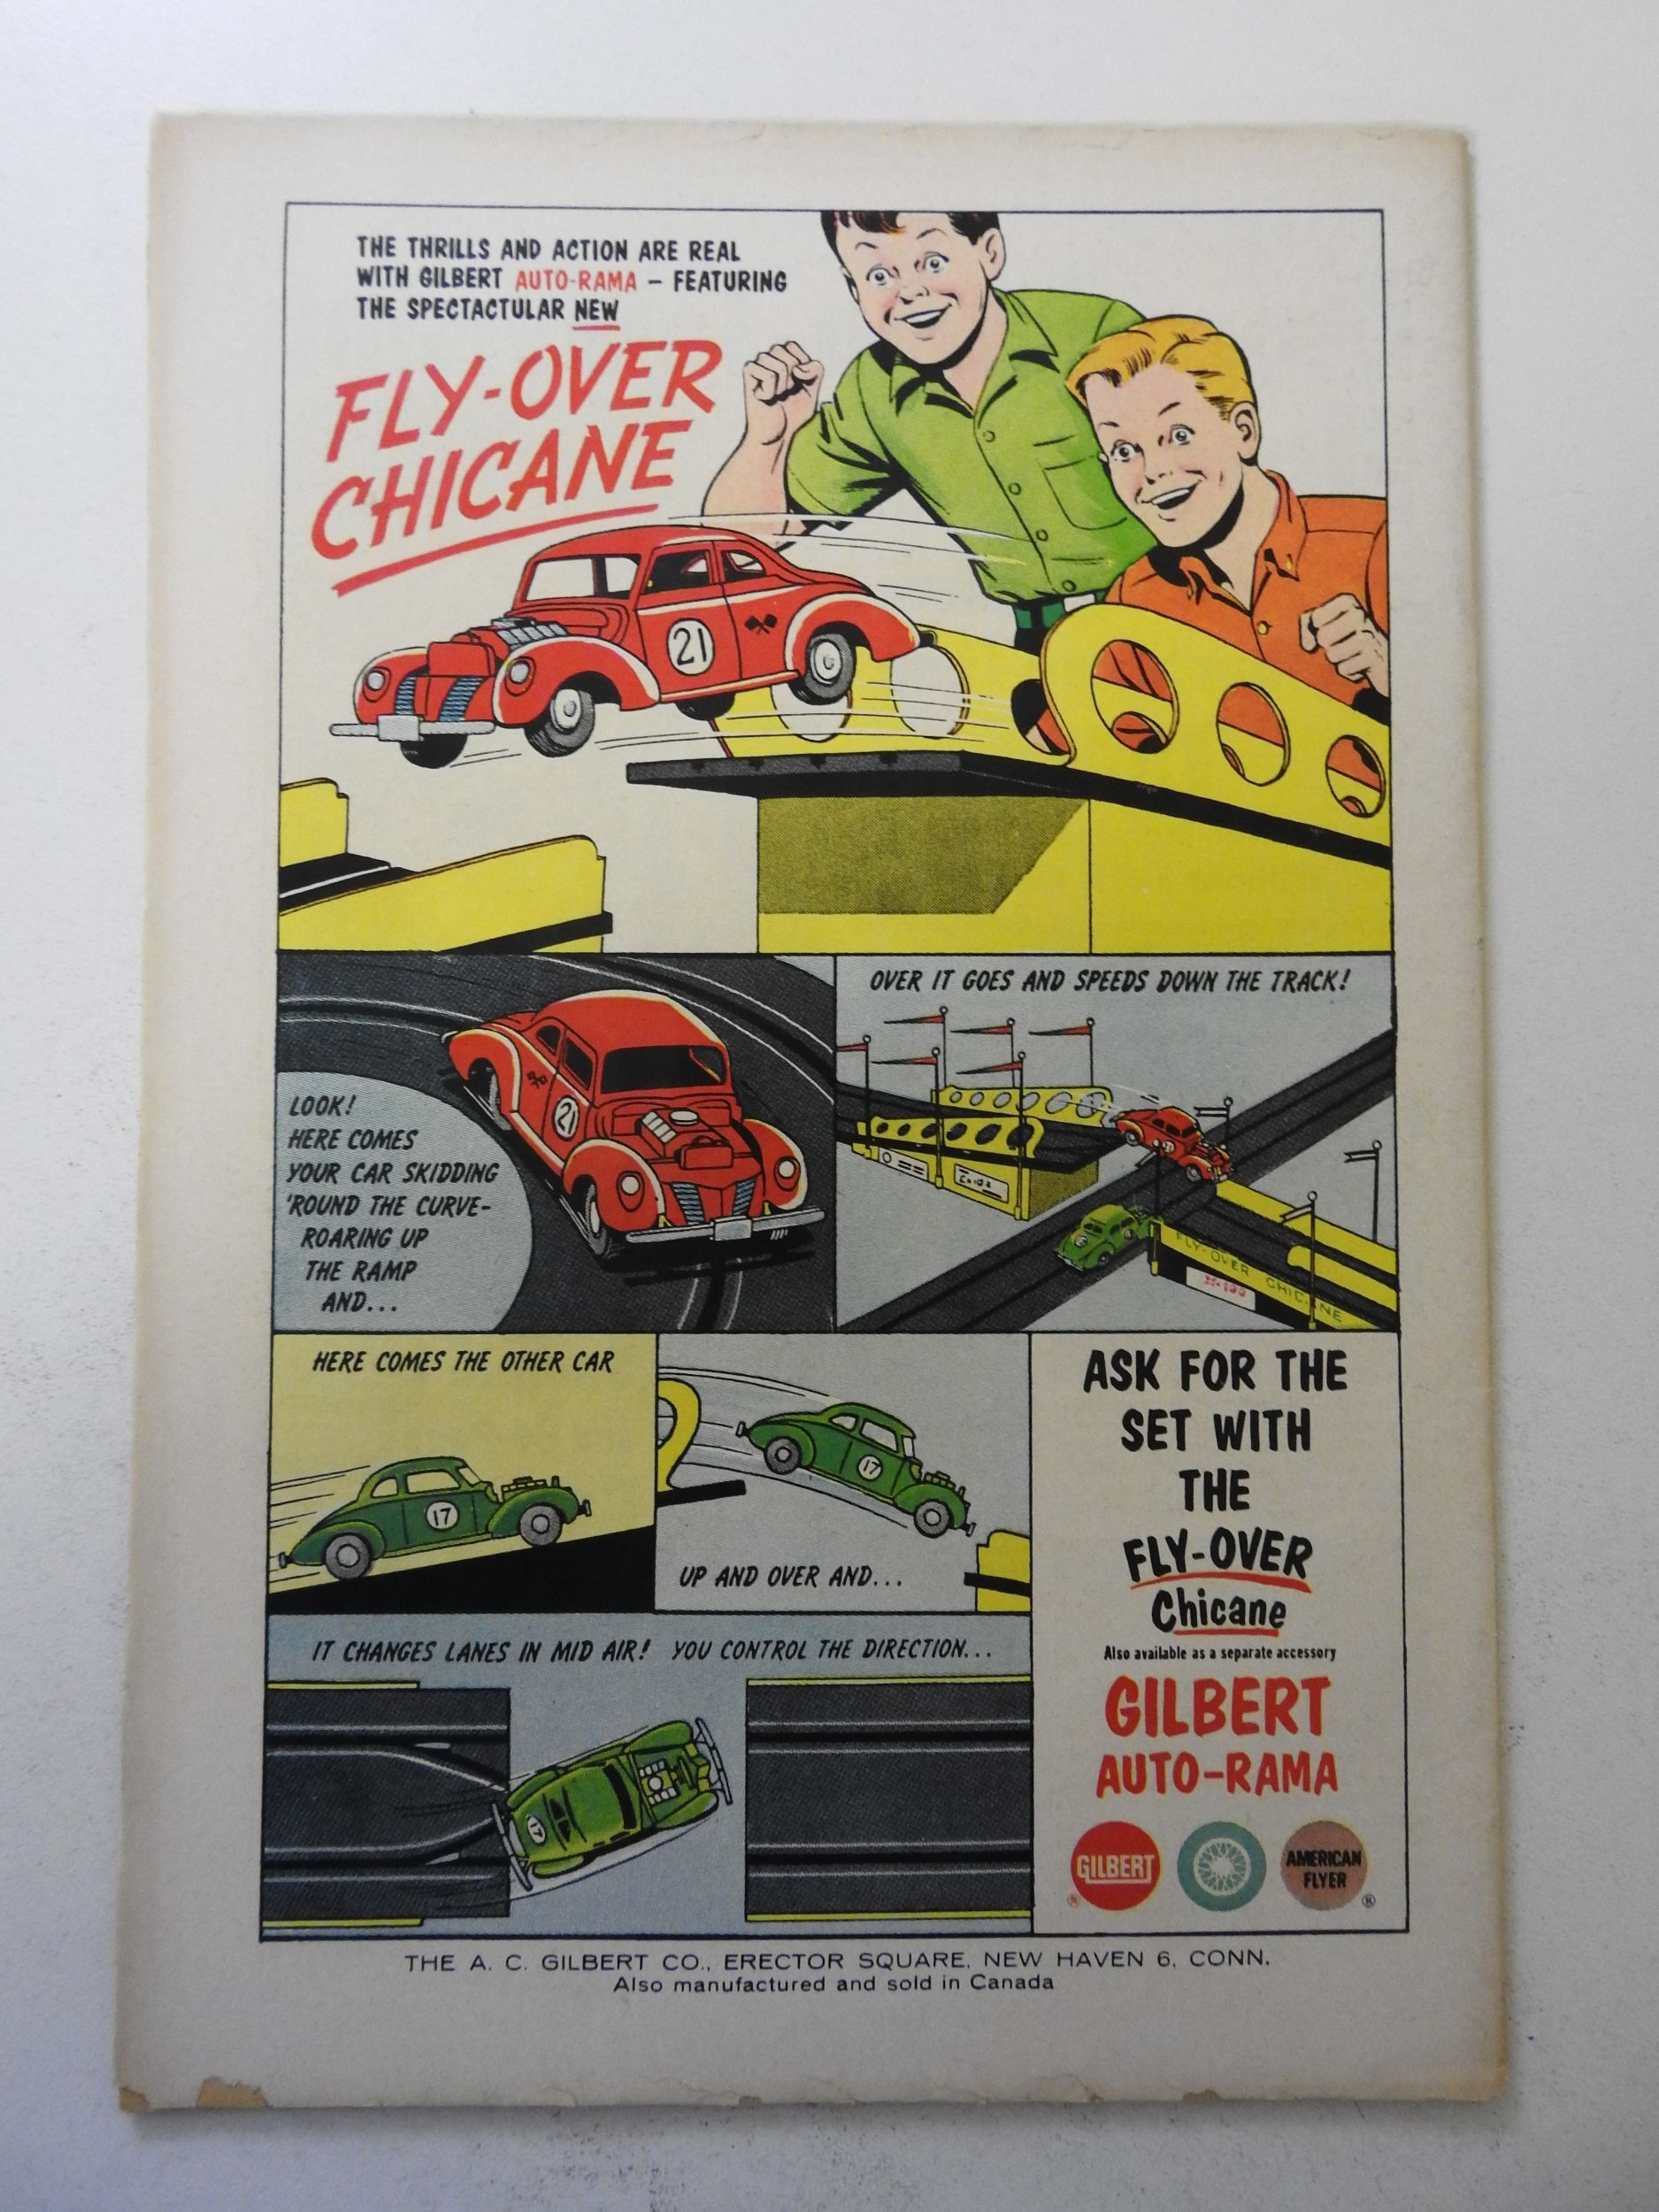 THE THRILLS AND ACTION ARE REAL
WITH GILBERT AUTO-RAMA – FEATURING
THE SPECTACTULAR NEW
FLY-OVER
CHICANE
21
LOOK!
HERE COMES
YOUR CAR SKIDDING
'ROUND THE CURVE-
ROARING UP
THE RAMP
AND...
21
OVER IT GOES AND SPEEDS DOWN THE TRACK!
FLY-OVER CHICANE
HERE COMES THE OTHER CAR
17
17
UP AND OVER AND...
IT CHANGES LANES IN MID AIR! YOU CONTROL THE DIRECTION...
17
ASK FOR THE
SET WITH
THE
FLY-OVER
Chicane
Also available as a separate accessory
GILBERT
AUTO-RAMA
GILBERT
®
AMERICAN
FLYER
®
THE A. C. GILBERT CO., ERECTOR SQUARE, NEW HAVEN 6, CONN.
Also manufactured and sold in Canada